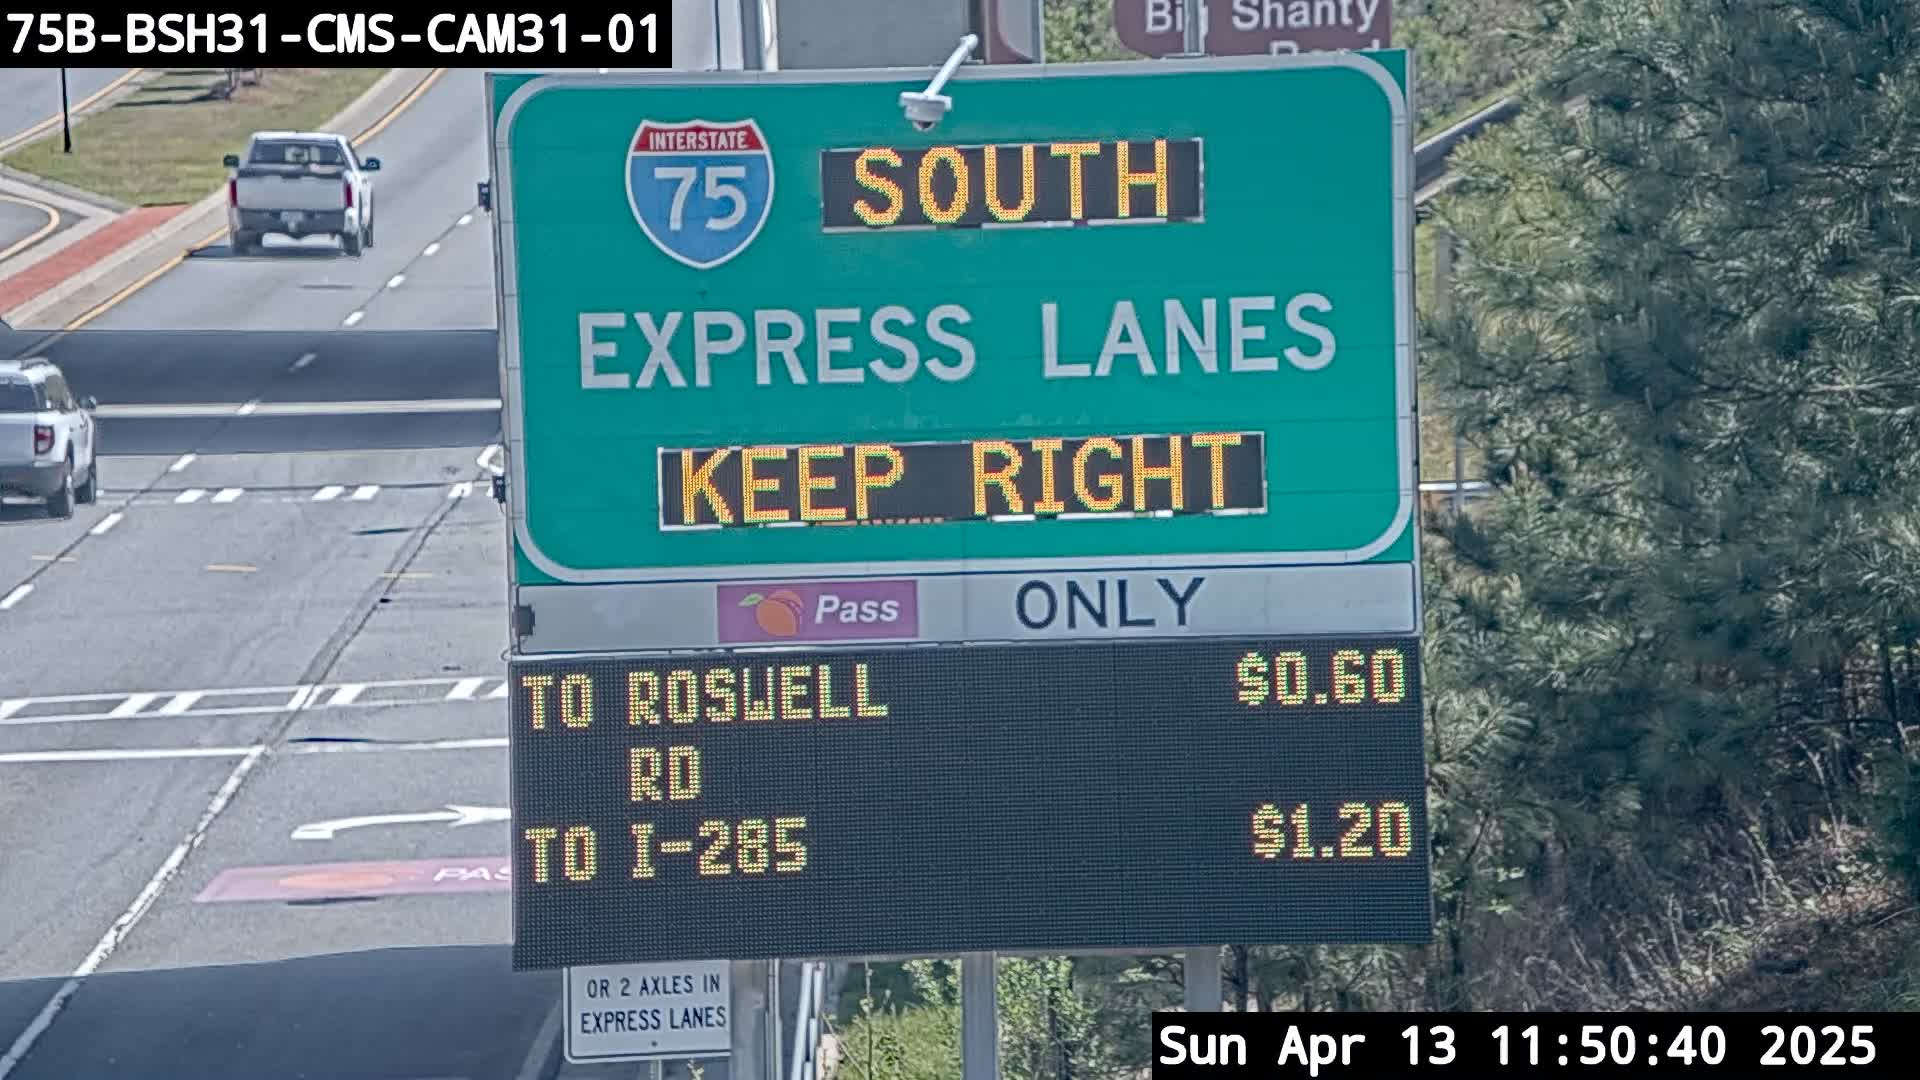 75B-BSH31-CMS-CAM31-01
Big Shanty
Road
INTERSTATE
75
SOUTH
EXPRESS LANES
KEEP RIGHT
Pass
ONLY
TO ROSWELL $0.60
RD
TO I-285 $1.20
PAS
OR 2 AXLES IN
EXPRESS LANES
Sun Apr 13 11:50:40 2025